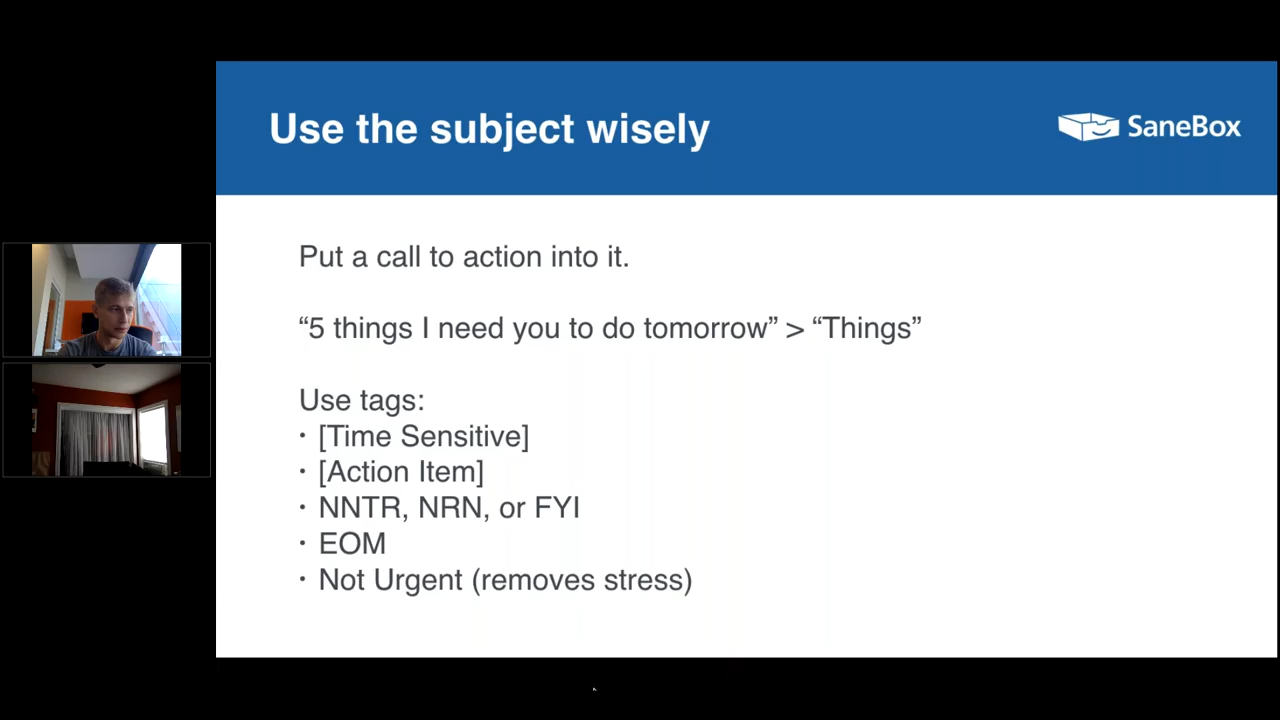 Use the subject wisely
SaneBox
Put a call to action into it.
“5 things I need you to do tomorrow” > “Things”
Use tags:
• [Time Sensitive]
• [Action Item]
• NNTR, NRN, or FYI
• EOM
• Not Urgent (removes stress)